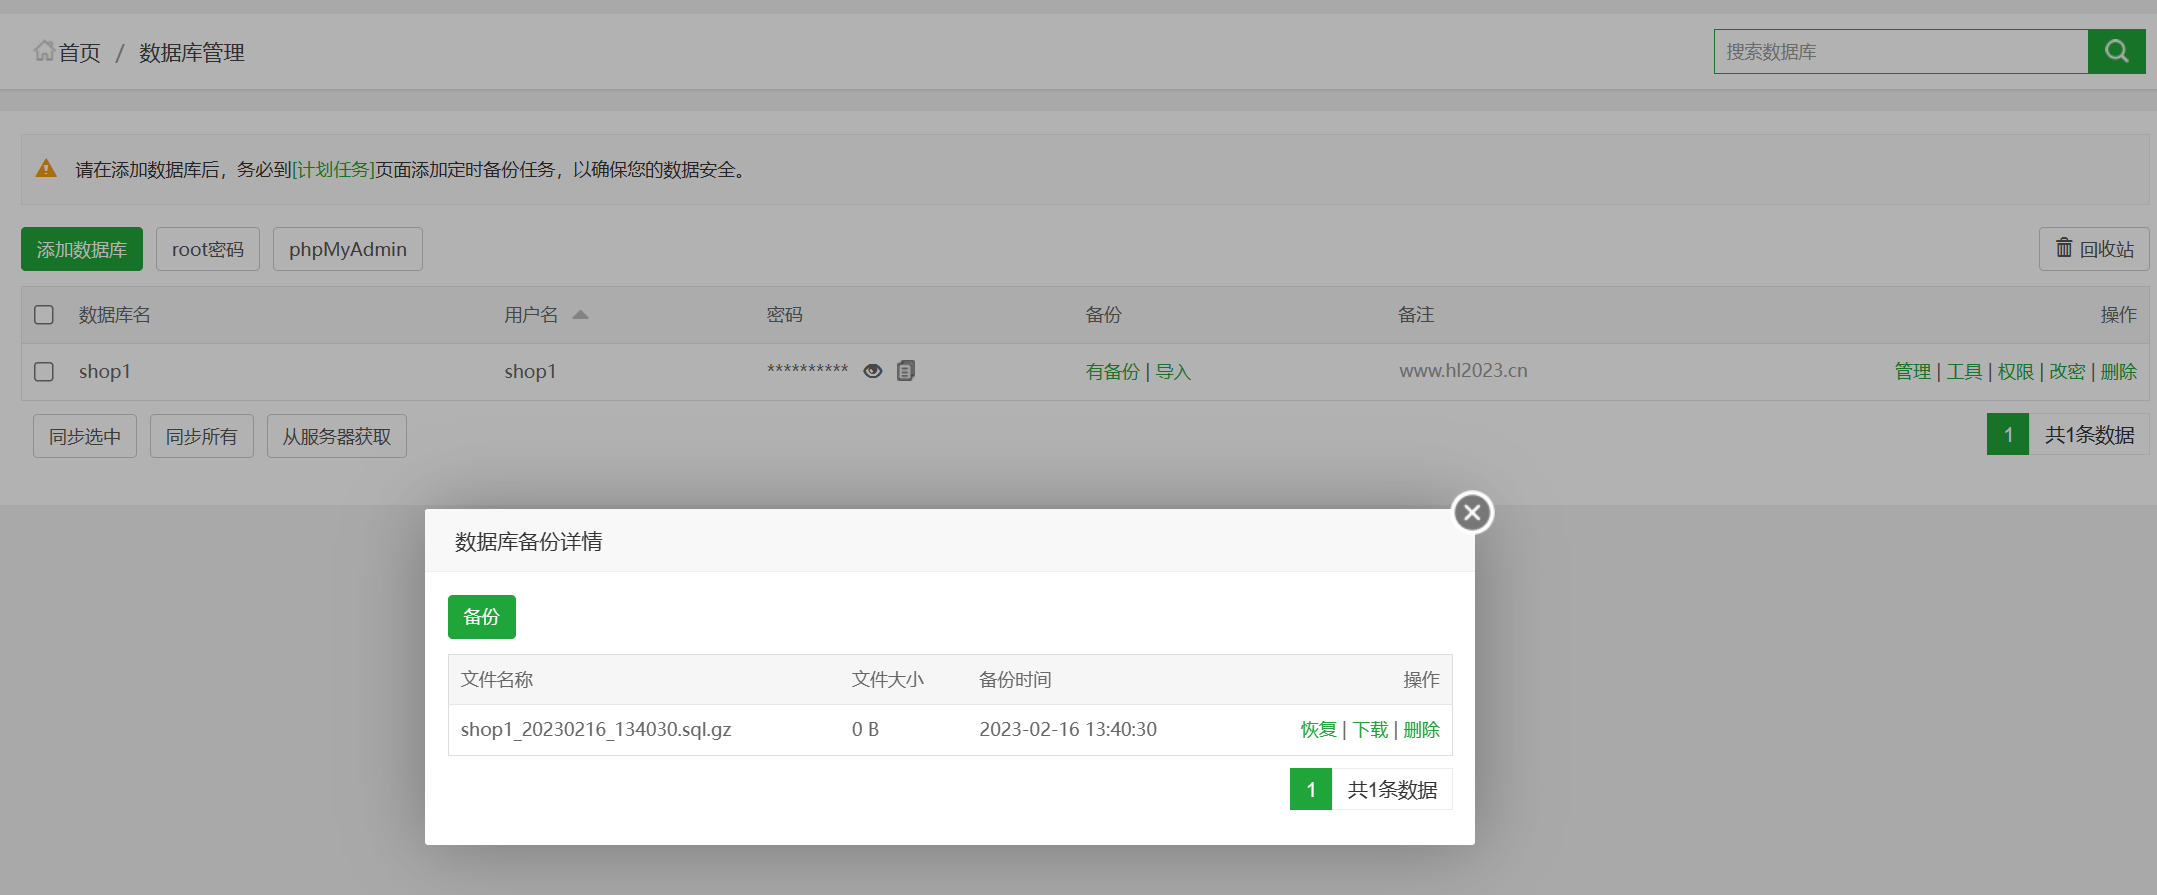 首页 / 数据库管理
搜索数据库
请在添加数据库后，务必到[计划任务]页面添加定时备份任务，以确保您的数据安全。
添加数据库 root密码 phpMyAdmin 回收站
数据库名 用户名 密码 备份 备注 操作
shop1 shop1 ********** 有备份 | 导入 www.hl2023.cn 管理 | 工具 | 权限 | 改密 | 删除
同步选中 同步所有 从服务器获取 1 共1条数据
数据库备份详情
备份
文件名称 文件大小 备份时间 操作
shop1_20230216_134030.sql.gz 0 B 2023-02-16 13:40:30 恢复 | 下载 | 删除
1 共1条数据